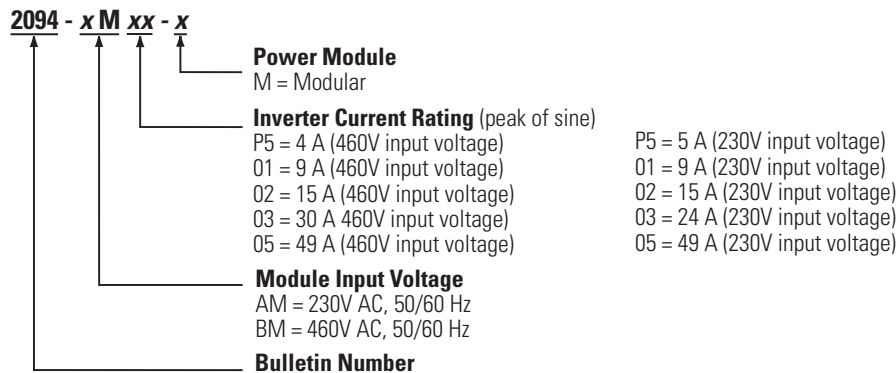 2094 - x M xx - x
Power Module
M = Modular
Inverter Current Rating (peak of sine)
P5 = 4 A (460V input voltage)
01 = 9 A (460V input voltage)
02 = 15 A (460V input voltage)
03 = 30 A 460V input voltage)
05 = 49 A (460V input voltage)
P5 = 5 A (230V input voltage)
01 = 9 A (230V input voltage)
02 = 15 A (230V input voltage)
03 = 24 A (230V input voltage)
05 = 49 A (230V input voltage)
Module Input Voltage
AM = 230V AC, 50/60 Hz
BM = 460V AC, 50/60 Hz
Bulletin Number